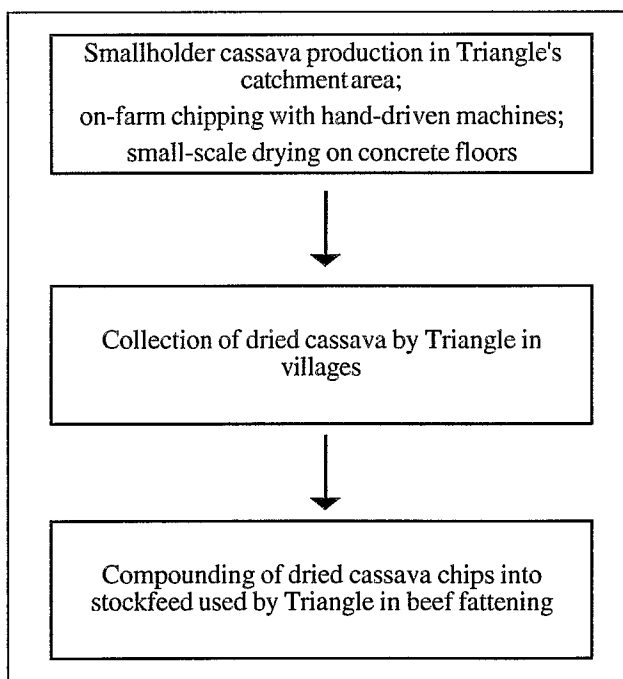 Smallholder cassava production in Triangle's
catchment area;
on-farm chipping with hand-driven machines;
small-scale drying on concrete floors
Collection of dried cassava by Triangle in
villages
Compounding of dried cassava chips into
stockfeed used by Triangle in beef fattening